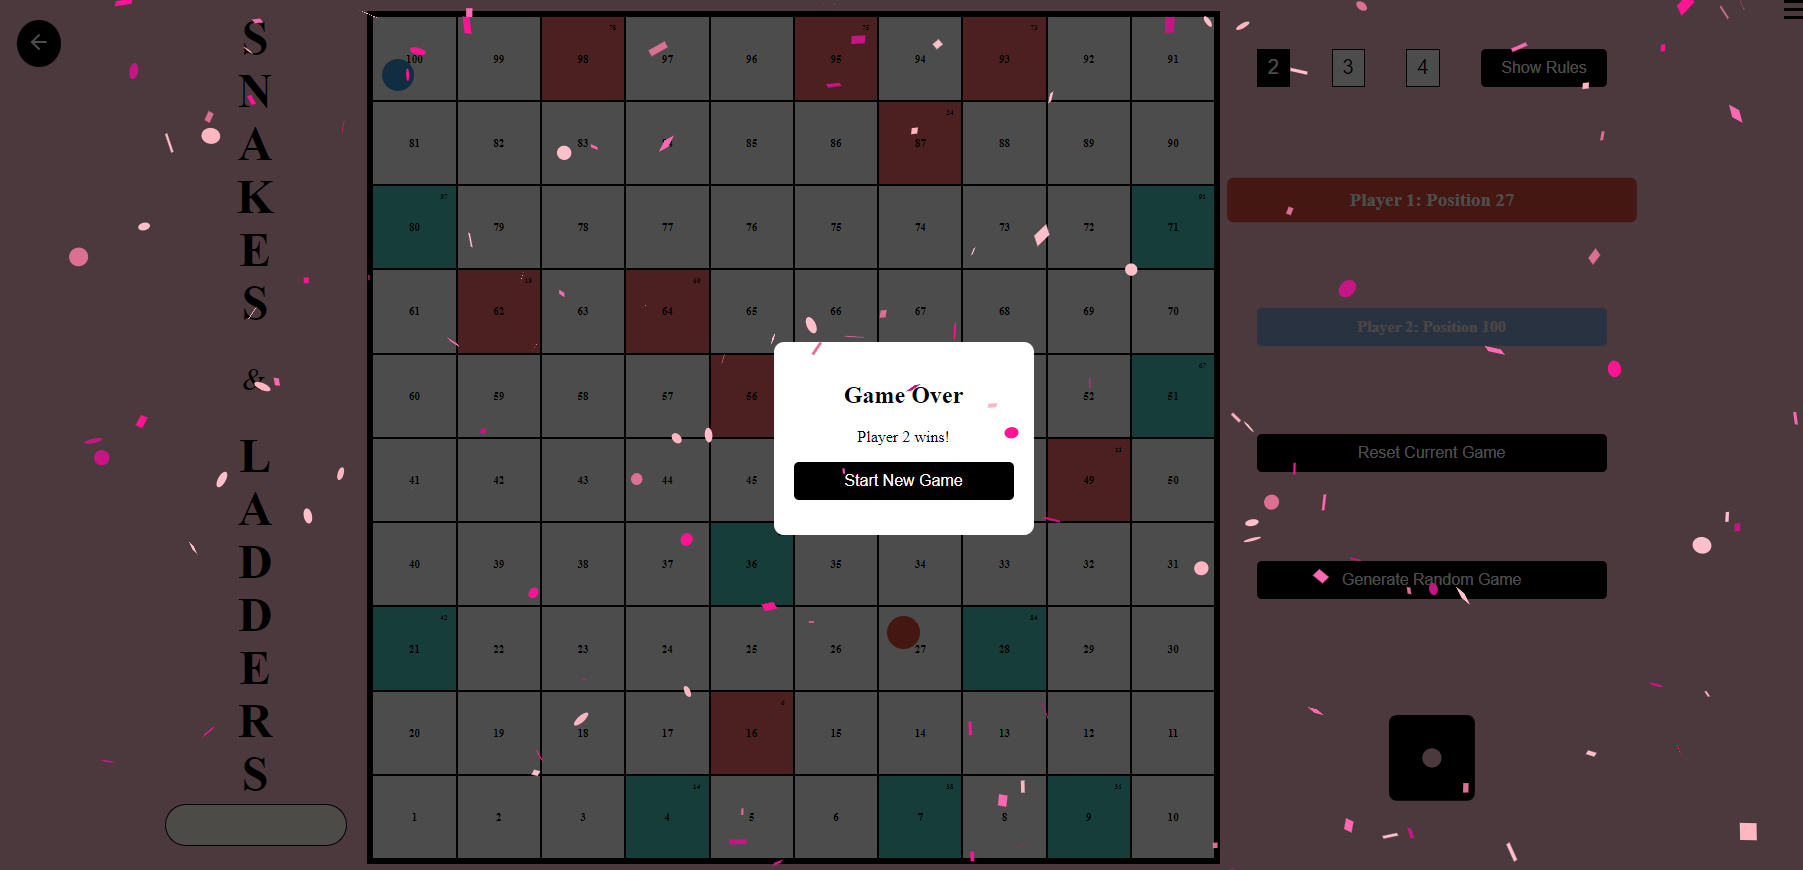 SNAKES
&
LADDERS
100 99 98 97 96 95 94 93 92 91
81 82 83 85 86 87 88 89 90
80 79 78 77 76 75 74 73 72 71
61 62 63 64 65 66 67 68 69 70
60 59 58 57 56 52 51
41 42 43 44 45 49 50
40 39 38 37 36 35 34 33 32 31
21 22 23 24 25 26 27 28 29 30
20 19 18 17 16 15 14 13 12 11
1 2 3 4 5 6 7 8 9 10
Game Over
Player 2 wins!
Start New Game
2 3 4 Show Rules
Player 1: Position 27
Player 2: Position 100
Reset Current Game
Generate Random Game